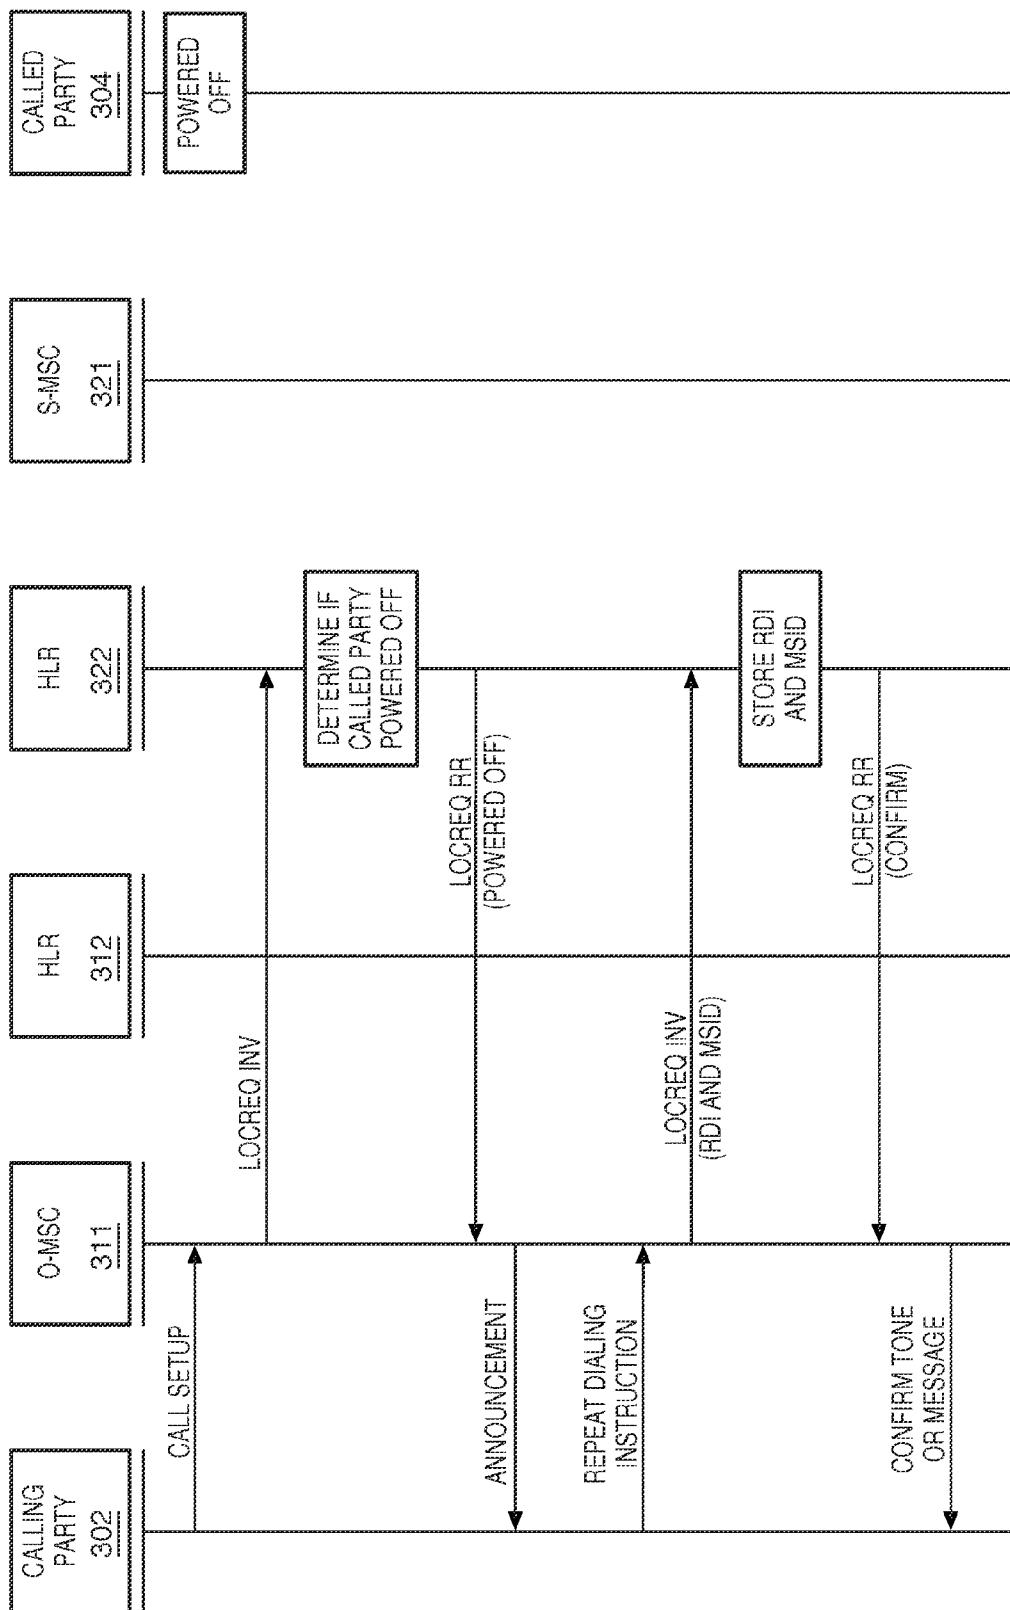 CALLING
PARTY
302
O-MSC
311
HLR
312
HLR
322
S-MSC
321
CALLED
PARTY
304
POWERED
OFF
CALL SETUP
LOCREQ INV
DETERMINE IF
CALLED PARTY
POWERED OFF
LOCREQ RR
(POWERED OFF)
ANNOUNCEMENT
REPEAT DIALING
INSTRUCTION
LOCREQ INV
(RDI AND MSID)
STORE RDI
AND MSID
LOCREQ RR
(CONFIRM)
CONFIRM TONE
OR MESSAGE